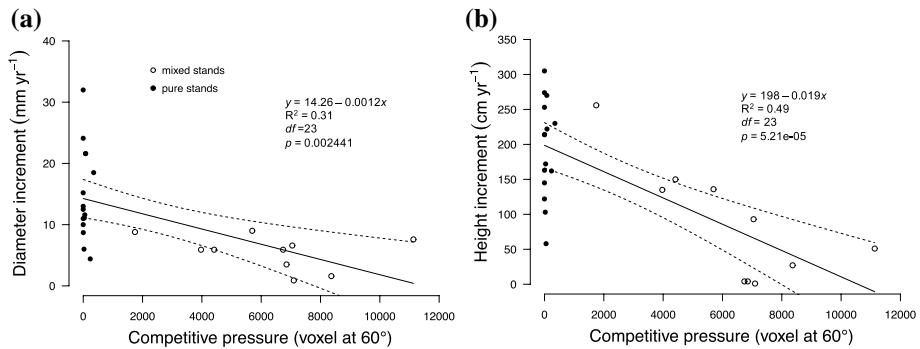 (a)
Diameter increment (mm yr⁻¹)
40
30
20
10
0
mixed stands
pure stands
y = 14.26 – 0.0012x
R² = 0.31
df =23
p = 0.002441
0 2000 4000 6000 8000 10000 12000
Competitive pressure (voxel at 60°)
(b)
Height increment (cm yr⁻¹)
350
300
250
200
150
100
50
0
y = 198 – 0.019x
R² = 0.49
df = 23
p = 5.21e-05
0 2000 4000 6000 8000 10000 12000
Competitive pressure (voxel at 60°)